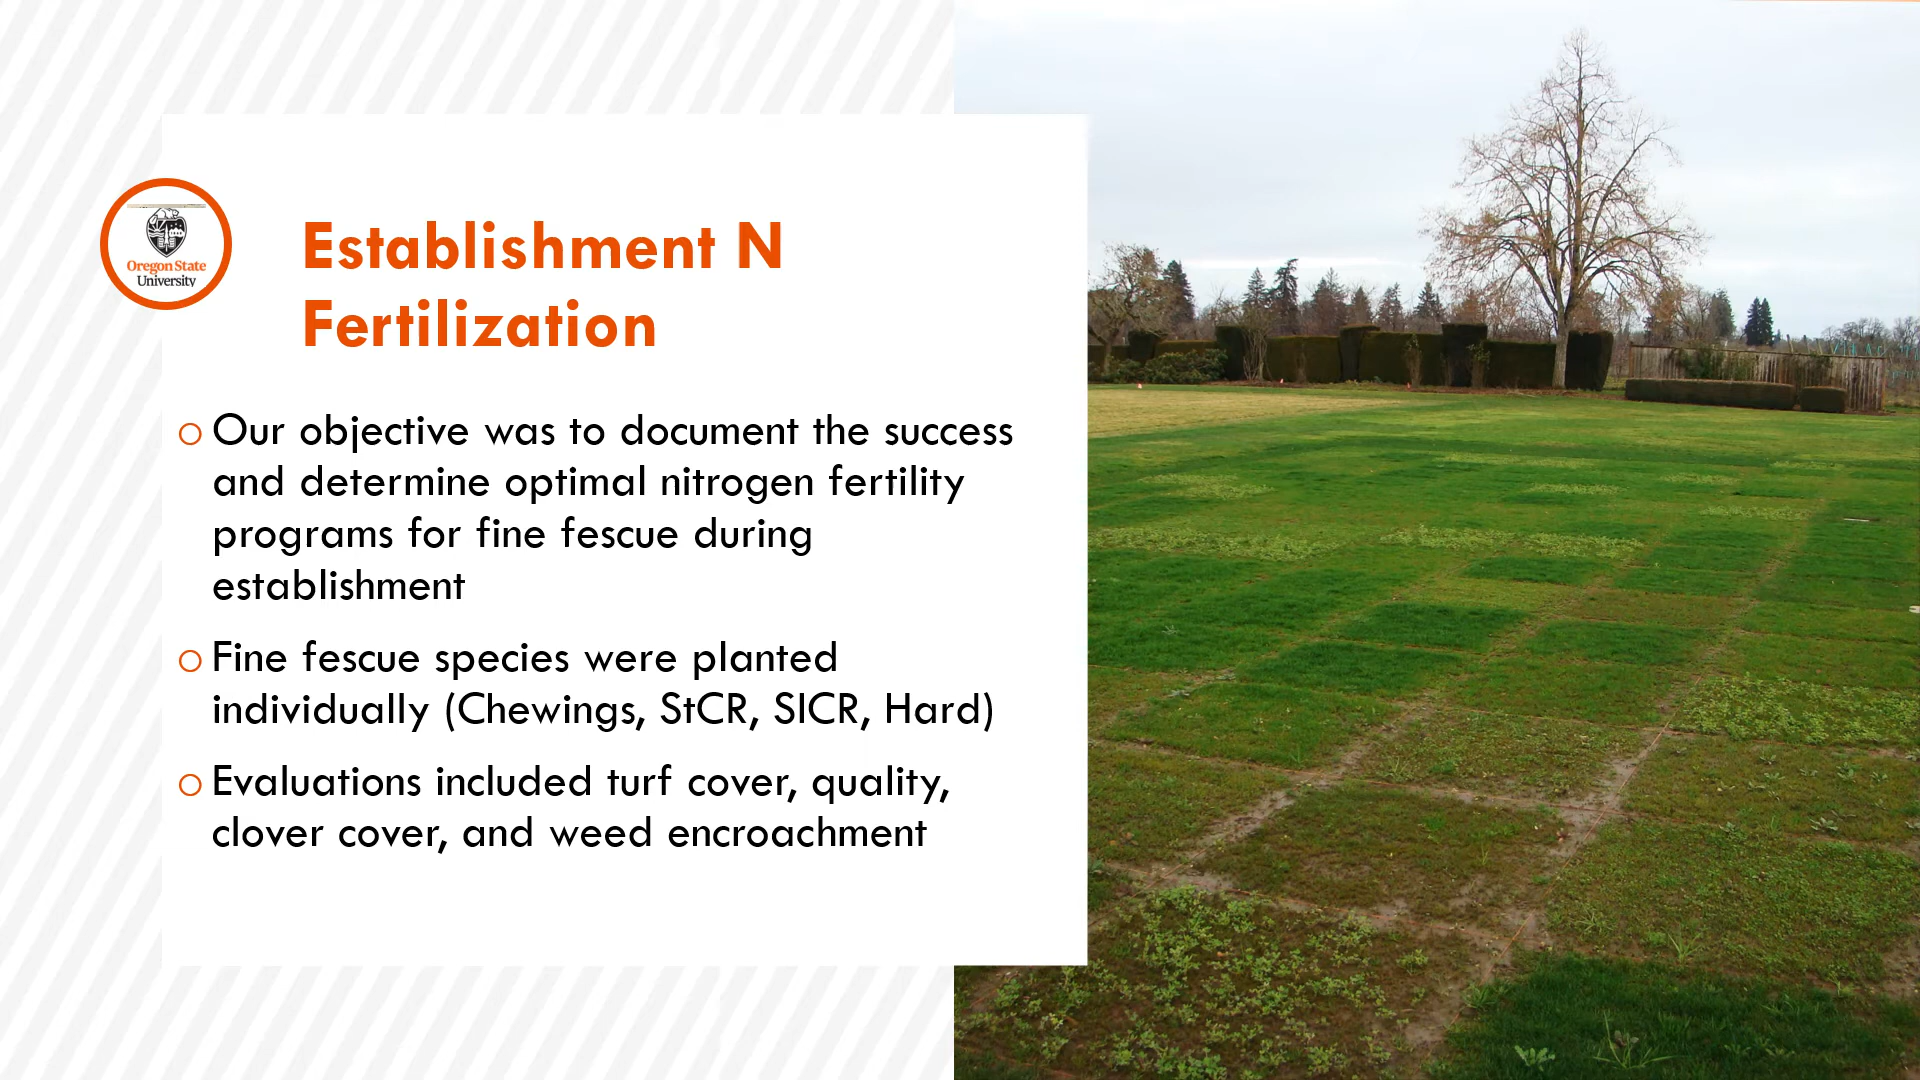 Oregon State
University
Establishment N
Fertilization
Our objective was to document the success
and determine optimal nitrogen fertility
programs for fine fescue during
establishment
Fine fescue species were planted
individually (Chewings, StCR, SlCR, Hard)
Evaluations included turf cover, quality,
clover cover, and weed encroachment